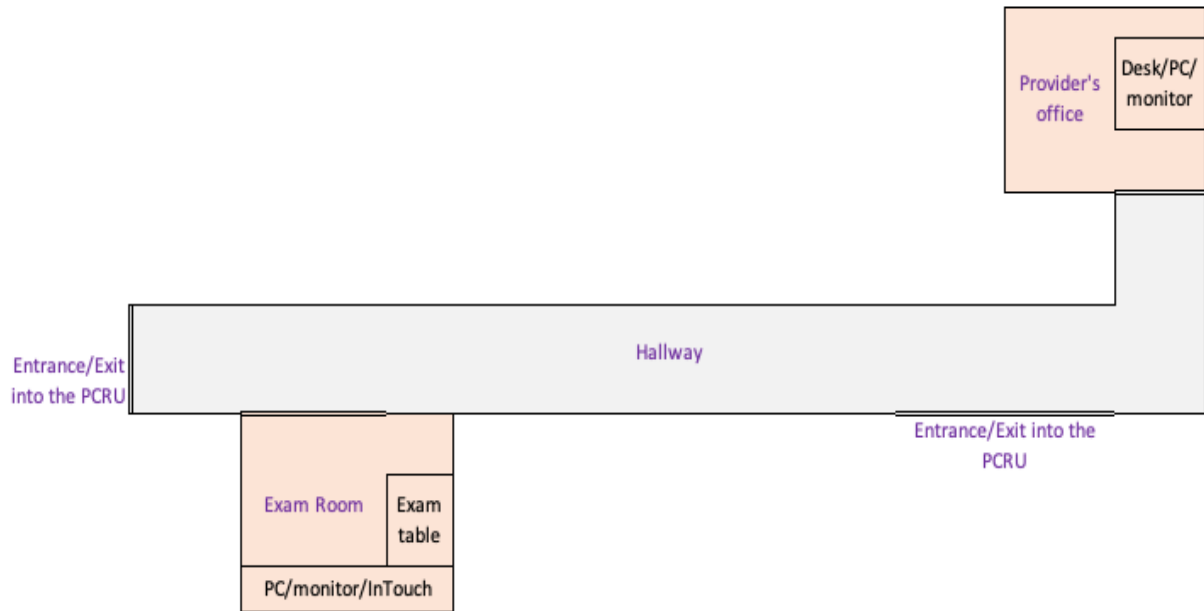 Provider's
office
Desk/PC/
monitor
Hallway
Entrance/Exit
into the PCRU
Entrance/Exit into the
PCRU
Exam Room
Exam
table
PC/monitor/InTouch